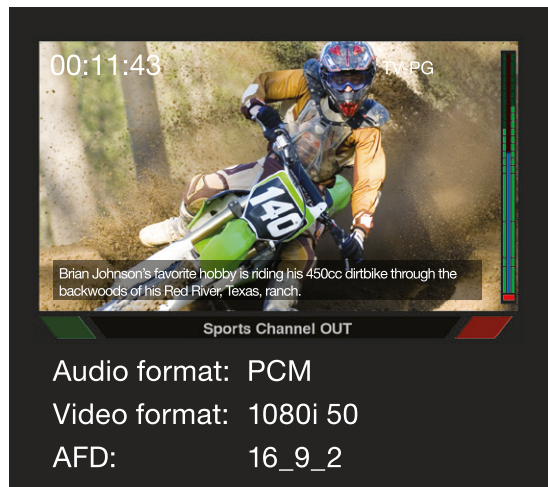 00:11:43
TV-PG
140
Brian Johnson's favorite hobby is riding his 450cc dirtbike through the
backwoods of his Red River, Texas, ranch.
Sports Channel OUT
Audio format: PCM
Video format: 1080i 50
AFD: 16_9_2